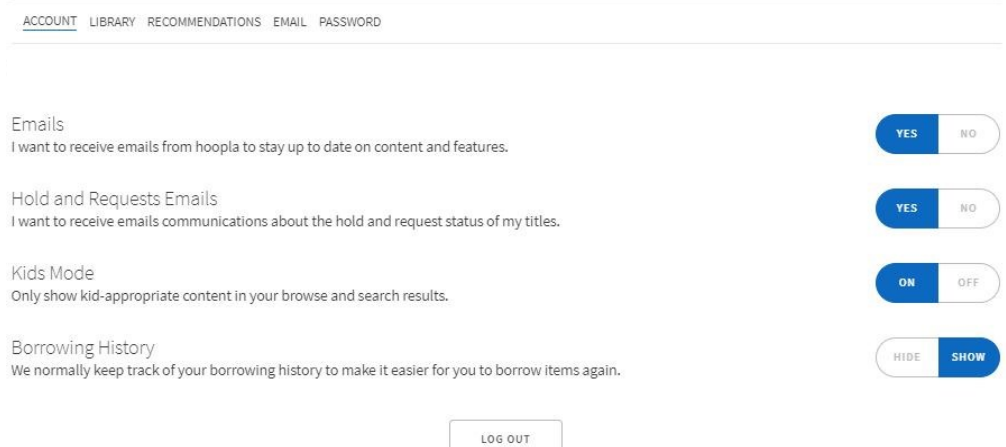 ACCOUNT LIBRARY RECOMMENDATIONS EMAIL PASSWORD
Emails
I want to receive emails from hoopla to stay up to date on content and features.
YES NO
Hold and Requests Emails
I want to receive emails communications about the hold and request status of my titles.
YES NO
Kids Mode
Only show kid-appropriate content in your browse and search results.
ON OFF
Borrowing History
We normally keep track of your borrowing history to make it easier for you to borrow items again.
HIDE SHOW
LOG OUT